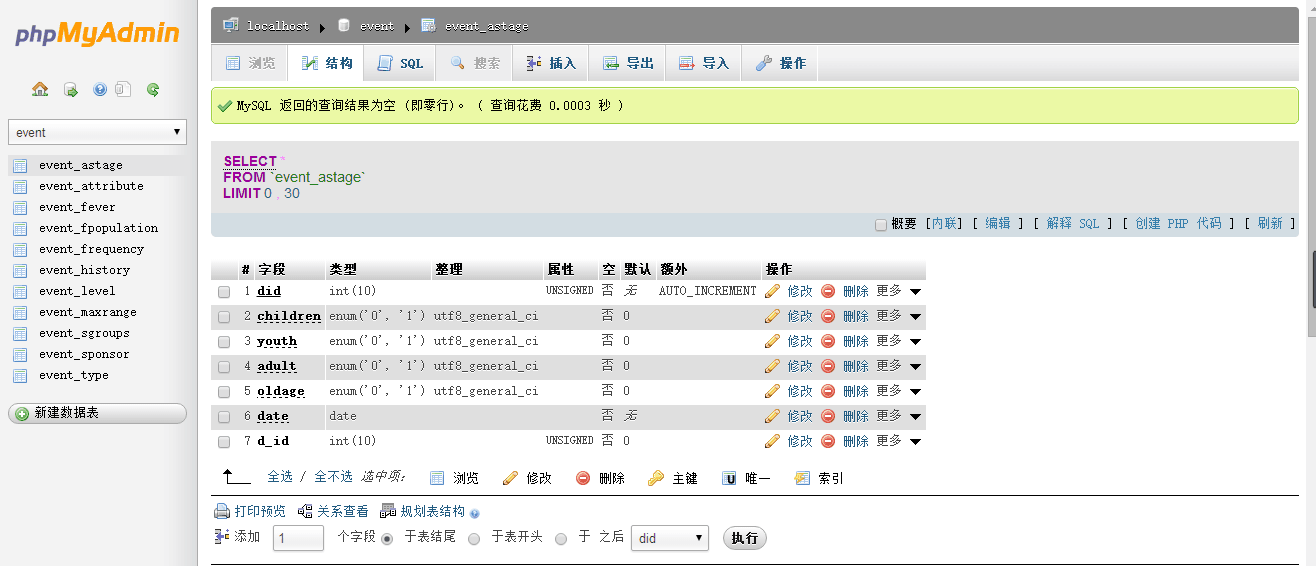 phpMyAdmin
localhost ▸ event ▸ event_astage
浏览 结构 SQL 搜索 插入 导出 导入 操作
MySQL 返回的查询结果为空 (即零行)。 ( 查询花费 0.0003 秒 )
event
event_astage
event_attribute
event_fever
event_fpopulation
event_frequency
event_history
event_level
event_maxrange
event_sgroups
event_sponsor
event_type
新建数据表
SELECT *
FROM `event_astage`
LIMIT 0 , 30
概要 [内联] [ 编辑 ] [ 解释 SQL ] [ 创建 PHP 代码 ] [ 刷新 ]
# 字段 类型 整理 属性 空 默认 额外 操作
1 did int(10) UNSIGNED 否 无 AUTO_INCREMENT 修改 删除 更多
2 children enum('0', '1') utf8_general_ci 否 0 修改 删除 更多
3 youth enum('0', '1') utf8_general_ci 否 0 修改 删除 更多
4 adult enum('0', '1') utf8_general_ci 否 0 修改 删除 更多
5 oldage enum('0', '1') utf8_general_ci 否 0 修改 删除 更多
6 date date 否 无 修改 删除 更多
7 d_id int(10) UNSIGNED 否 0 修改 删除 更多
全选 / 全不选 选中项: 浏览 修改 删除 主键 U 唯一 索引
打印预览 关系查看 规划表结构
添加 1 个字段 于表结尾 于表开头 于 之后 did 执行